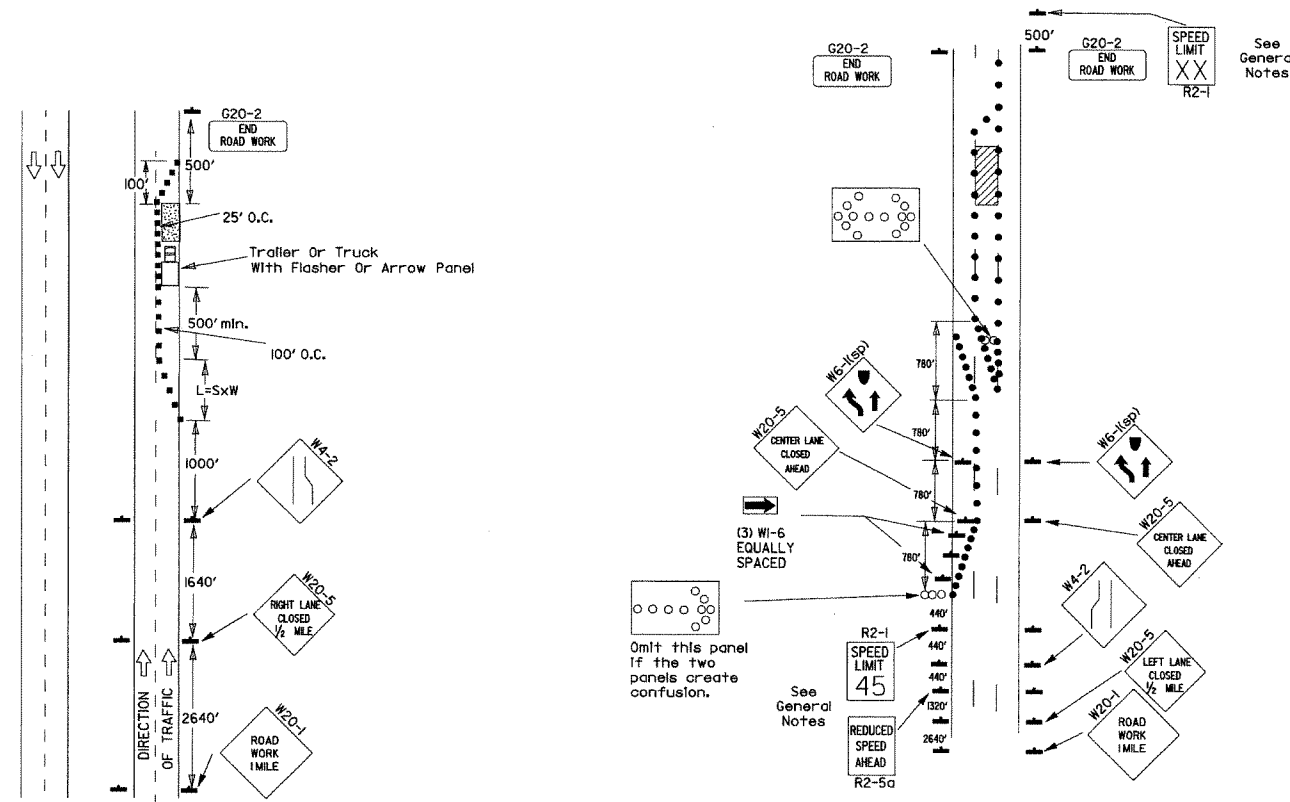 G20-2
END
ROAD WORK
500'
100'
25' O.C.
Trailer Or Truck
With Flasher Or Arrow Panel
500' min.
100' O.C.
L=SxW
1000'
W4-2
1640'
W20-5
RIGHT LANE
CLOSED
1/2 MILE
DIRECTION
OF TRAFFIC
2640'
W20-1
ROAD
WORK
1 MILE
G20-2
END
ROAD WORK
500'
G20-2
END
ROAD WORK
SPEED
LIMIT
XX
R2-1
See
General
Notes
780'
W6-1(sp)
780'
W20-5
CENTER LANE
CLOSED
AHEAD
780'
W6-1(sp)
(3) W1-6
EQUALLY
SPACED
780'
W20-5
CENTER LANE
CLOSED
AHEAD
Omit this panel
if the two
panels create
confusion.
440'
R2-1
SPEED
LIMIT
45
440'
440'
1320'
2640'
See
General
Notes
REDUCED
SPEED
AHEAD
R2-5a
W4-2
W20-5
LEFT LANE
CLOSED
1/2 MILE
W20-1
ROAD
WORK
1 MILE